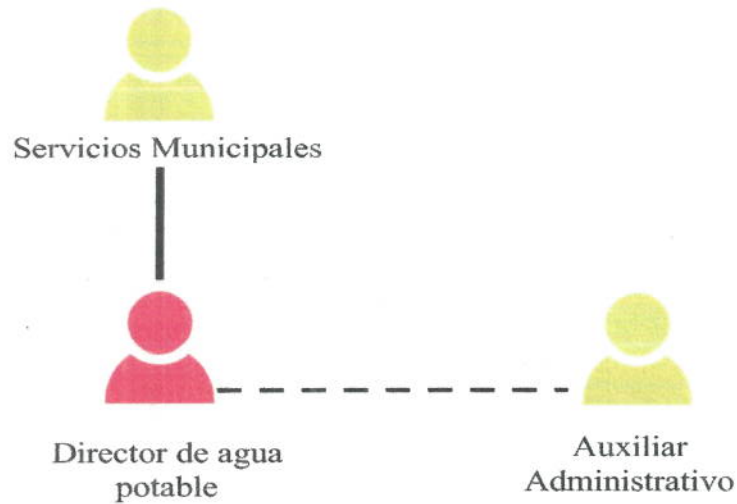 Servicios Municipales
Director de agua
potable
Auxiliar
Administrativo